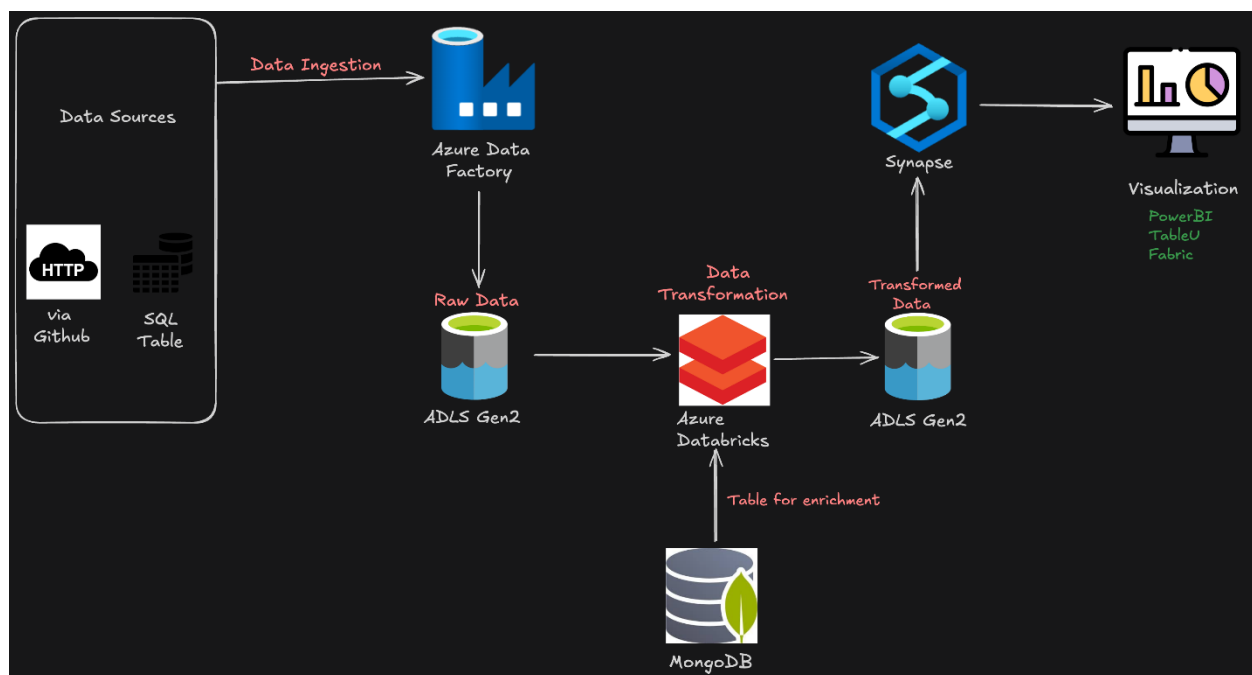 Data Sources
HTTP
via
Github
SQL
Table
Data Ingestion
Azure Data
Factory
Raw Data
ADLS Gen2
Data
Transformation
Azure
Databricks
Table for enrichment
MongoDB
Transformed
Data
ADLS Gen2
Synapse
Visualization
PowerBI
TableU
Fabric